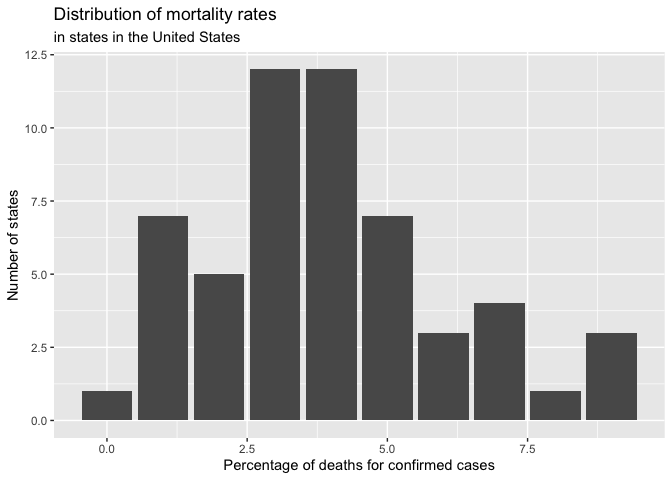 Distribution of mortality rates
in states in the United States
12.5
10.0
7.5
5.0
2.5
0.0
Number of states
0.0 2.5 5.0 7.5
Percentage of deaths for confirmed cases